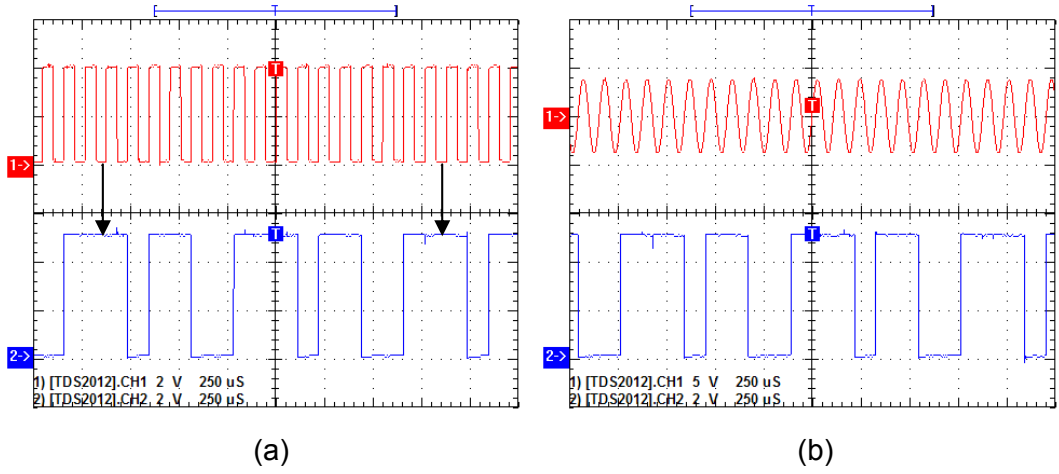 T
T
T
T
1->
1->
T
T
2->
2->
1) [TDS2012].CH1 2 V 250 uS
2) [TDS2012].CH2 2 V 250 uS
1) [TDS2012].CH1 5 V 250 uS
2) [TDS2012].CH2 2 V 250 uS
(a)
(b)